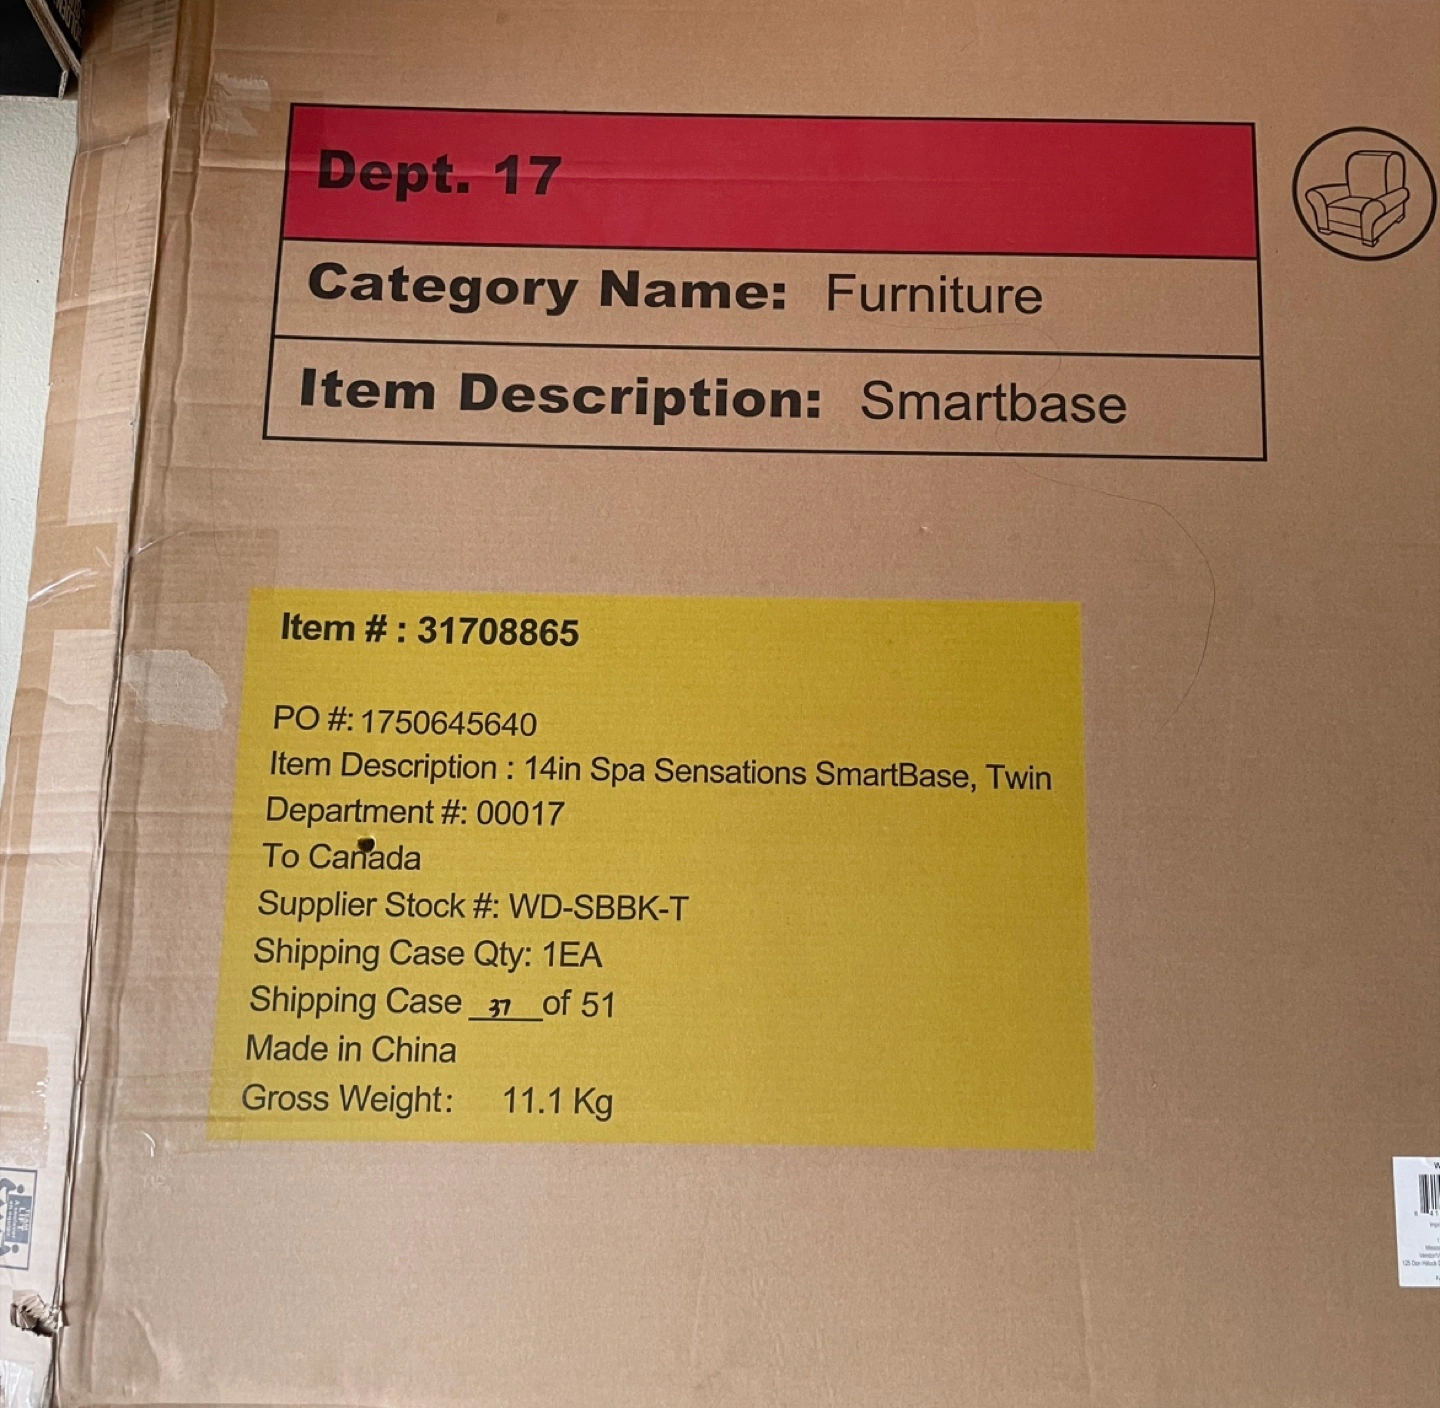 Dept. 17
Category Name: Furniture
Item Description: Smartbase
Item # : 31708865
PO #: 1750645640
Item Description : 14in Spa Sensations SmartBase, Twin
Department #: 00017
To Canada
Supplier Stock #: WD-SBBK-T
Shipping Case Qty: 1EA
Shipping Case 37 of 51
Made in China
Gross Weight: 11.1 Kg